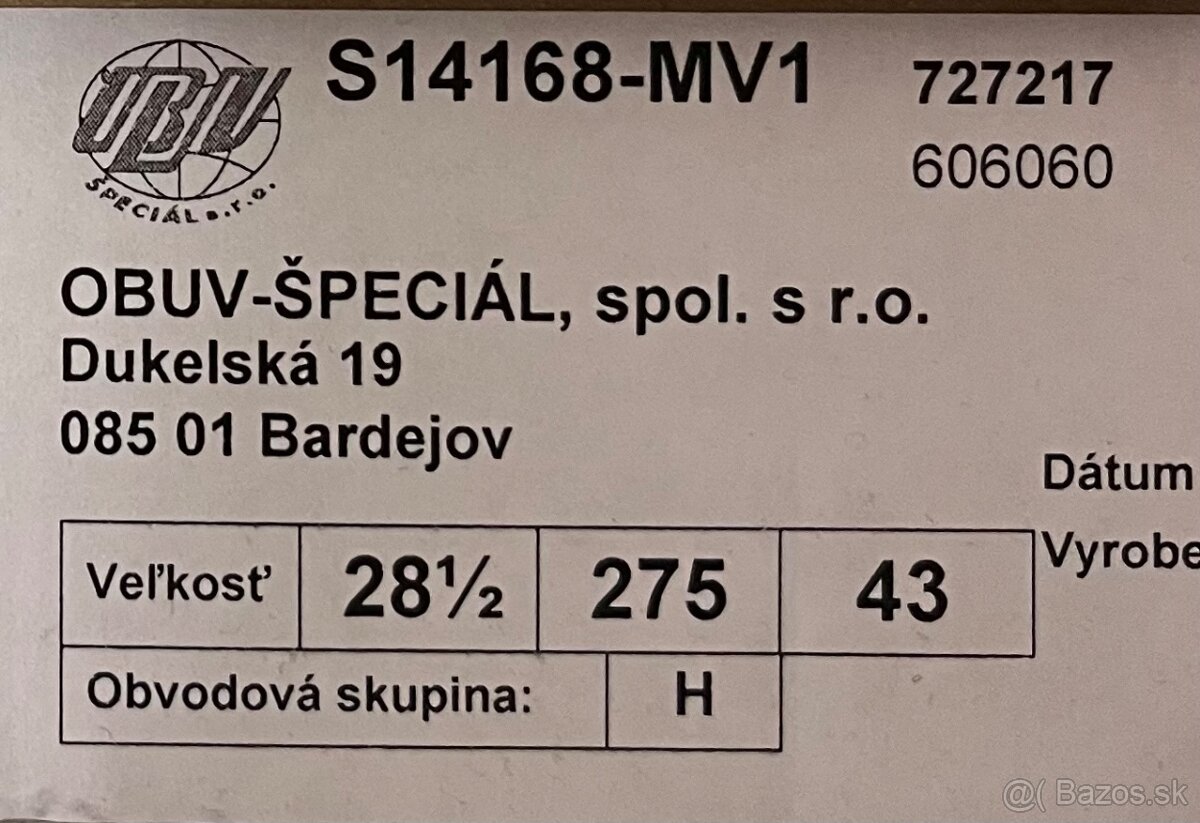 OBUV
ŠPECIÁL s.r.o.
S14168-MV1
727217
606060
OBUV-ŠPECIÁL, spol. s r.o.
Dukelská 19
085 01 Bardejov
Dátum
Vyrobe
Veľkosť 28½ 275 43
Obvodová skupina: H
@( Bazos.sk